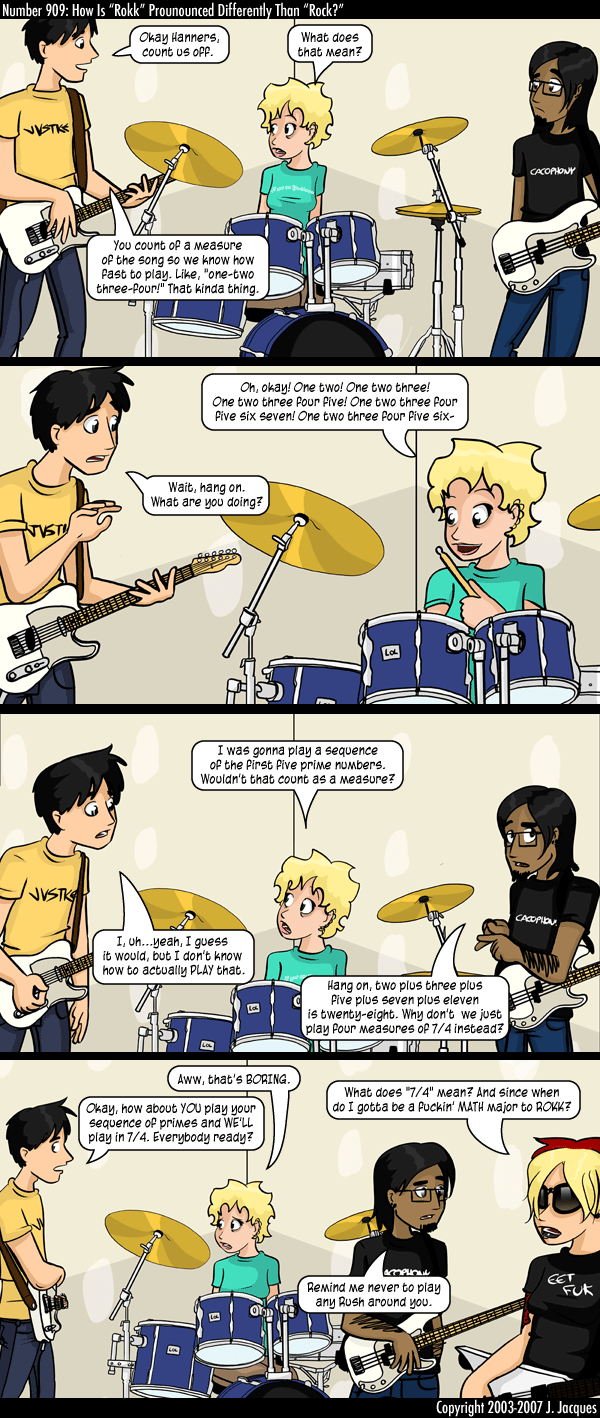 Number 909: How Is “Rokk” Prounounced Differently Than “Rock?”
Okay Hanners,
count us off.
What does
that mean?
JVSTICE
CACOPHONY
You count of a measure
of the song so we know how
fast to play. Like, "one-two
three-four!" That kinda thing.
Oh, okay! One two! One two three!
One two three four five! One two three four
five six seven! One two three four five six-
Wait, hang on.
What are you doing?
LOL
I was gonna play a sequence
of the first five prime numbers.
Wouldn't that count as a measure?
JVSTKE
CACOPHON
I, uh...yeah, I guess
it would, but I don't know
how to actually PLAY that.
LOL
Hang on, two plus three plus
five plus seven plus eleven
is twenty-eight. Why don't we just
play four measures of 7/4 instead?
Aww, that's BORING.
What does "7/4" mean? And since when
do I gotta be a fuckin' MATH major to ROKK?
Okay, how about YOU play your
sequence of primes and WE'LL
play in 7/4. Everybody ready?
EET
FUK
Remind me never to play
any Rush around you.
LOL
Copyright 2003-2007 J. Jacques